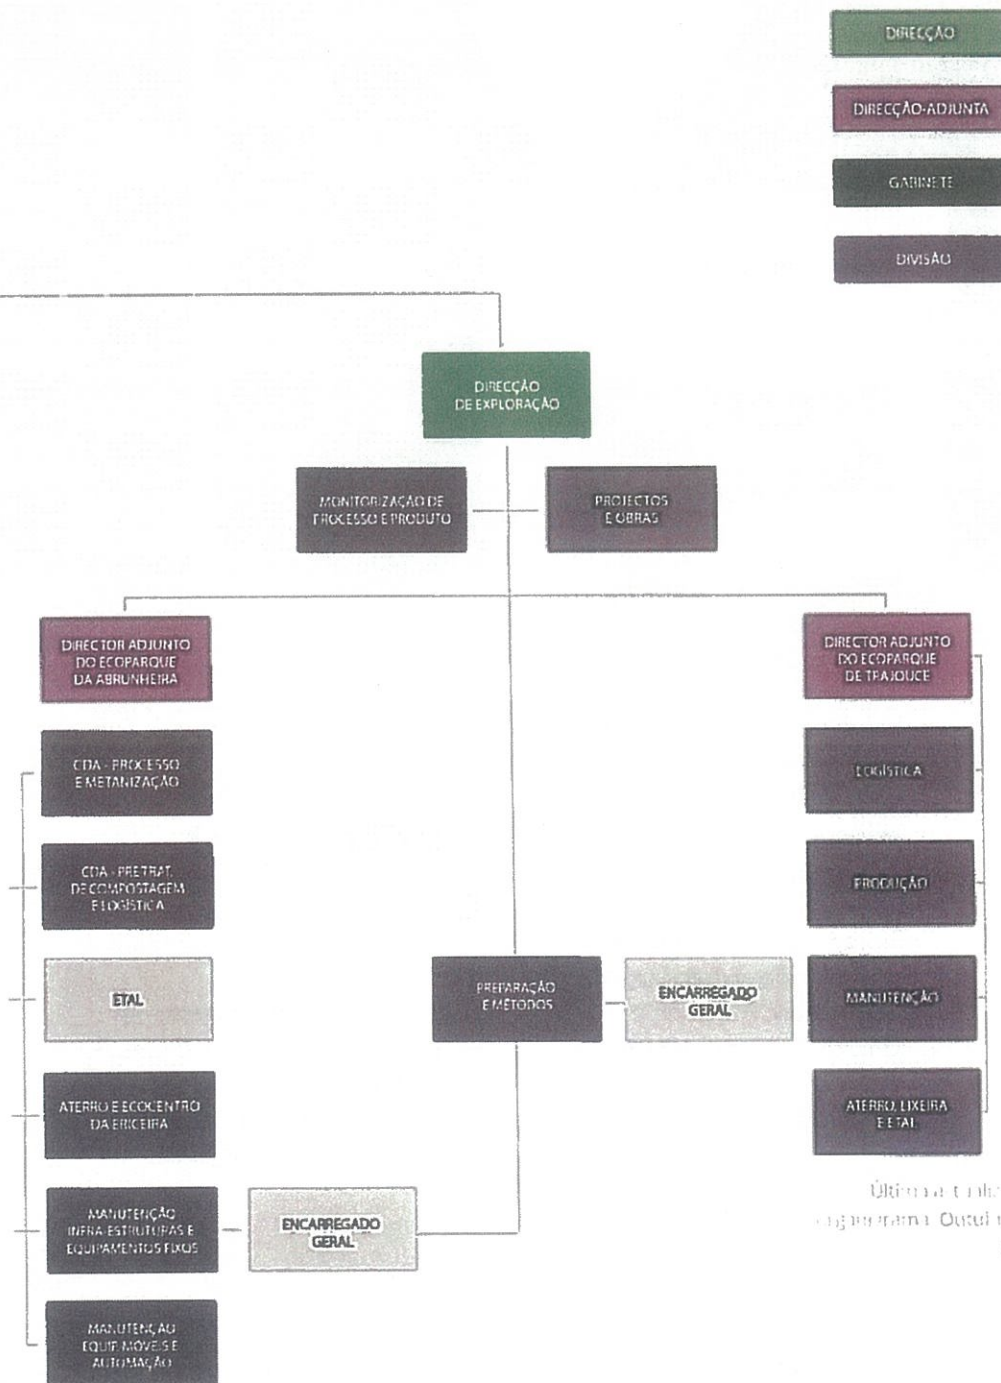 DIRECÇÃO
DIRECÇÃO-ADJUNTA
GABINETE
DIVISÃO
DIRECÇÃO
DE EXPLORAÇÃO
MONITORIZAÇÃO DE
PROCESSO E PRODUTO
PROJECTOS
E OBRAS
DIRECTOR ADJUNTO
DO ECOPARQUE
DA ABRUNHEIRA
CDA - PROCESSO
E METANIZAÇÃO
CDA - PRETRAT.
DE COMPOSTAGEM
E LOGÍSTICA
ETAL
ATERRO E ECOCENTRO
DA ERICEIRA
MANUTENÇÃO
INFRA-ESTRUTURAS E
EQUIPAMENTOS FIXOS
ENCARREGADO
GERAL
MANUTENÇÃO
EQUIP. MÓVEIS E
AUTOMAÇÃO
PREPARAÇÃO
E MÉTODOS
ENCARREGADO
GERAL
DIRECTOR ADJUNTO
DO ECOPARQUE
DE TRAJOUCE
LOGÍSTICA
PRODUÇÃO
MANUTENÇÃO
ATERRO, LIXEIRA
E ETAL
Última